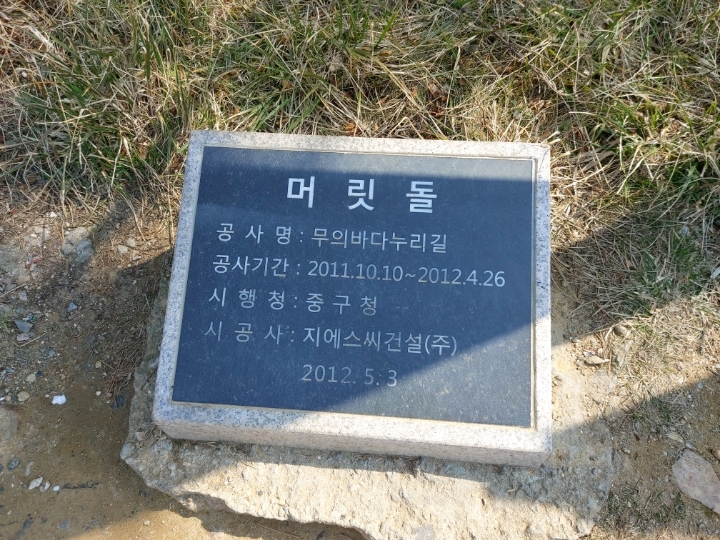 머 릿 돌
공 사 명 : 무의바다누리길
공사기간 : 2011.10.10~2012.4.26
시 행 청 : 중 구 청
시 공 사 : 지에스씨건설(주)
2012. 5. 3